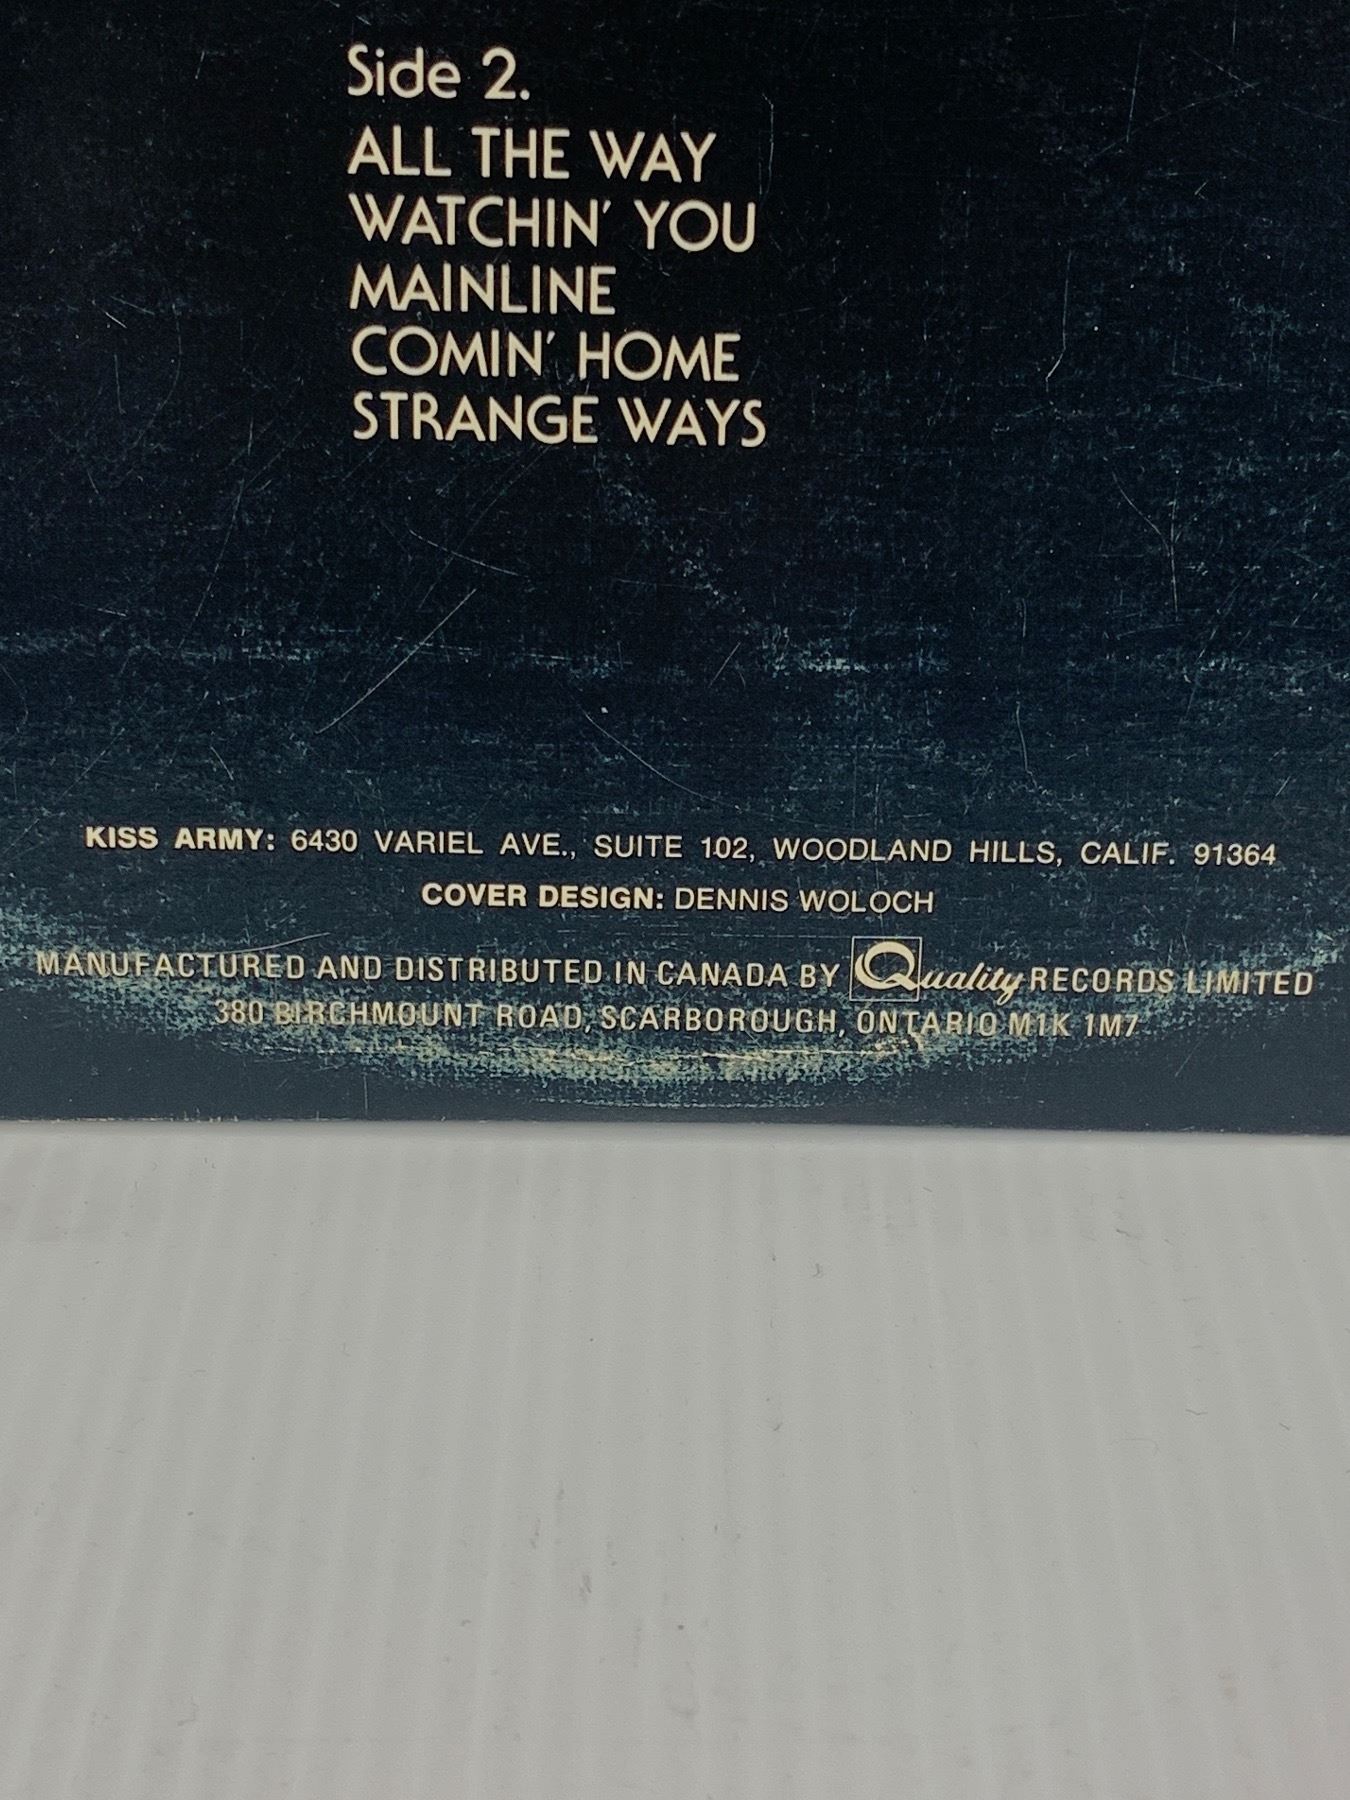 Side 2.
ALL THE WAY
WATCHIN' YOU
MAINLINE
COMIN' HOME
STRANGE WAYS
KISS ARMY: 6430 VARIEL AVE., SUITE 102, WOODLAND HILLS, CALIF. 91364
COVER DESIGN: DENNIS WOLOCH
MANUFACTURED AND DISTRIBUTED IN CANADA BY Quality RECORDS LIMITED
380 BIRCHMOUNT ROAD, SCARBOROUGH, ONTARIO M1K 1M7